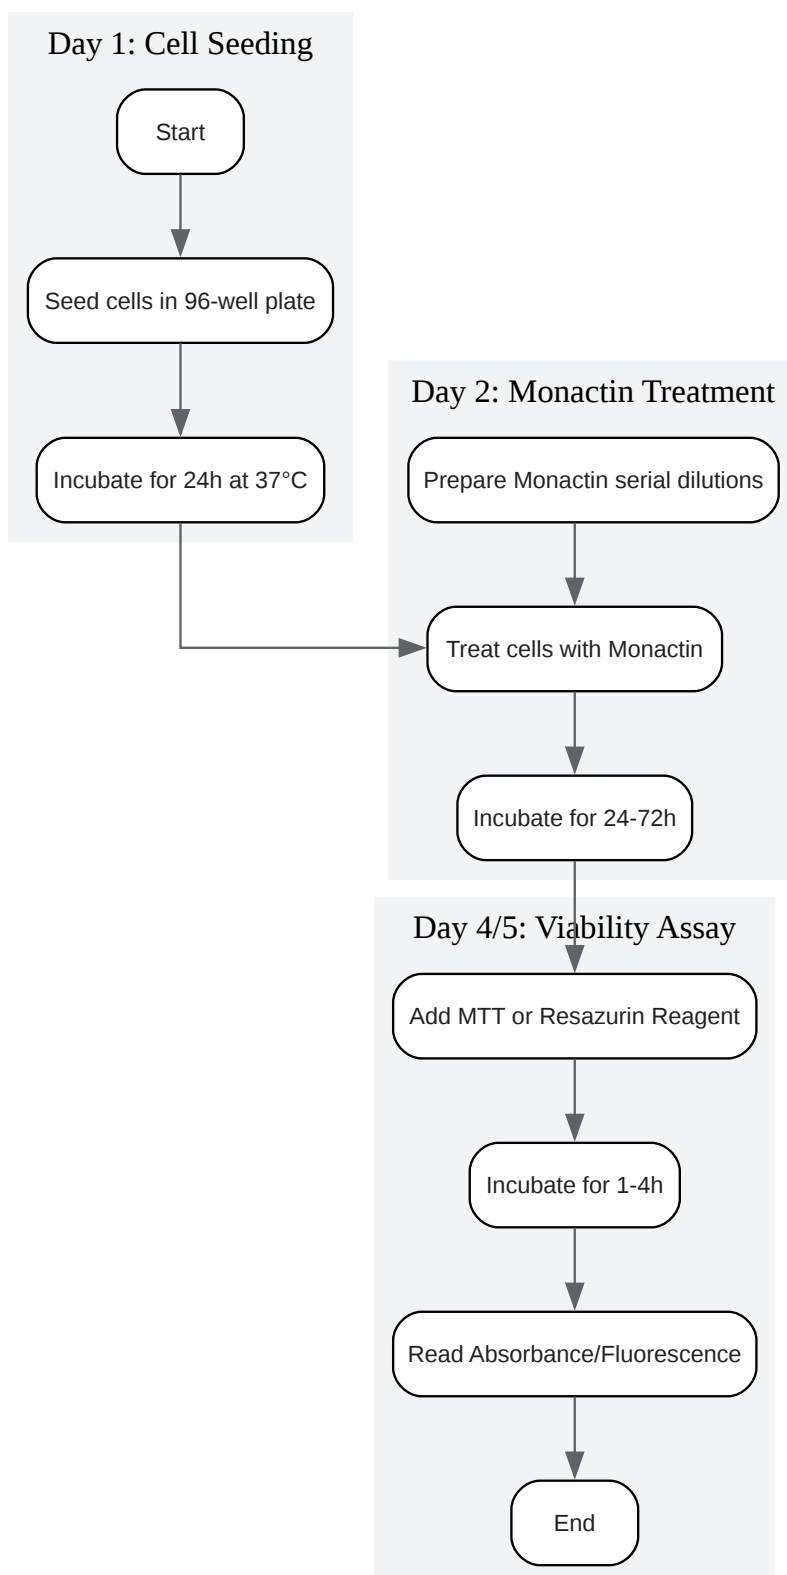 Day 1: Cell Seeding
Start
Seed cells in 96-well plate
Incubate for 24h at 37°C
Day 2: Monactin Treatment
Prepare Monactin serial dilutions
Treat cells with Monactin
Incubate for 24-72h
Day 4/5: Viability Assay
Add MTT or Resazurin Reagent
Incubate for 1-4h
Read Absorbance/Fluorescence
End